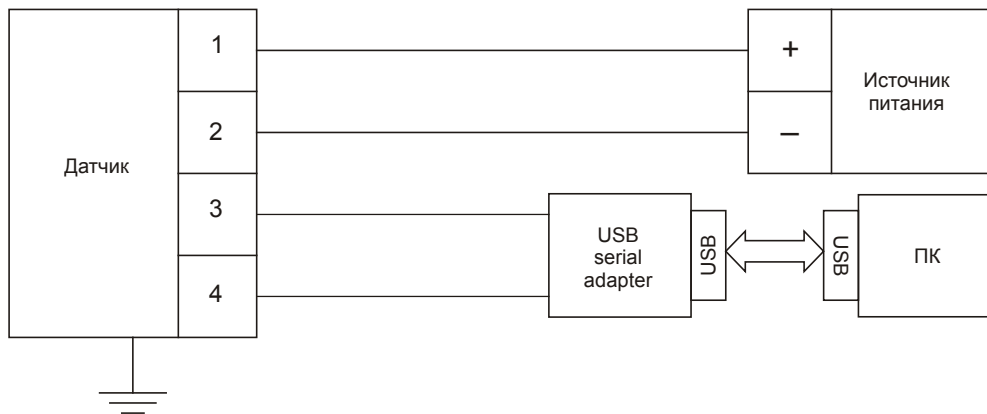 1
+
Источник
питания
2
–
Датчик
3
USB
serial
adapter
USB
USB
ПК
4